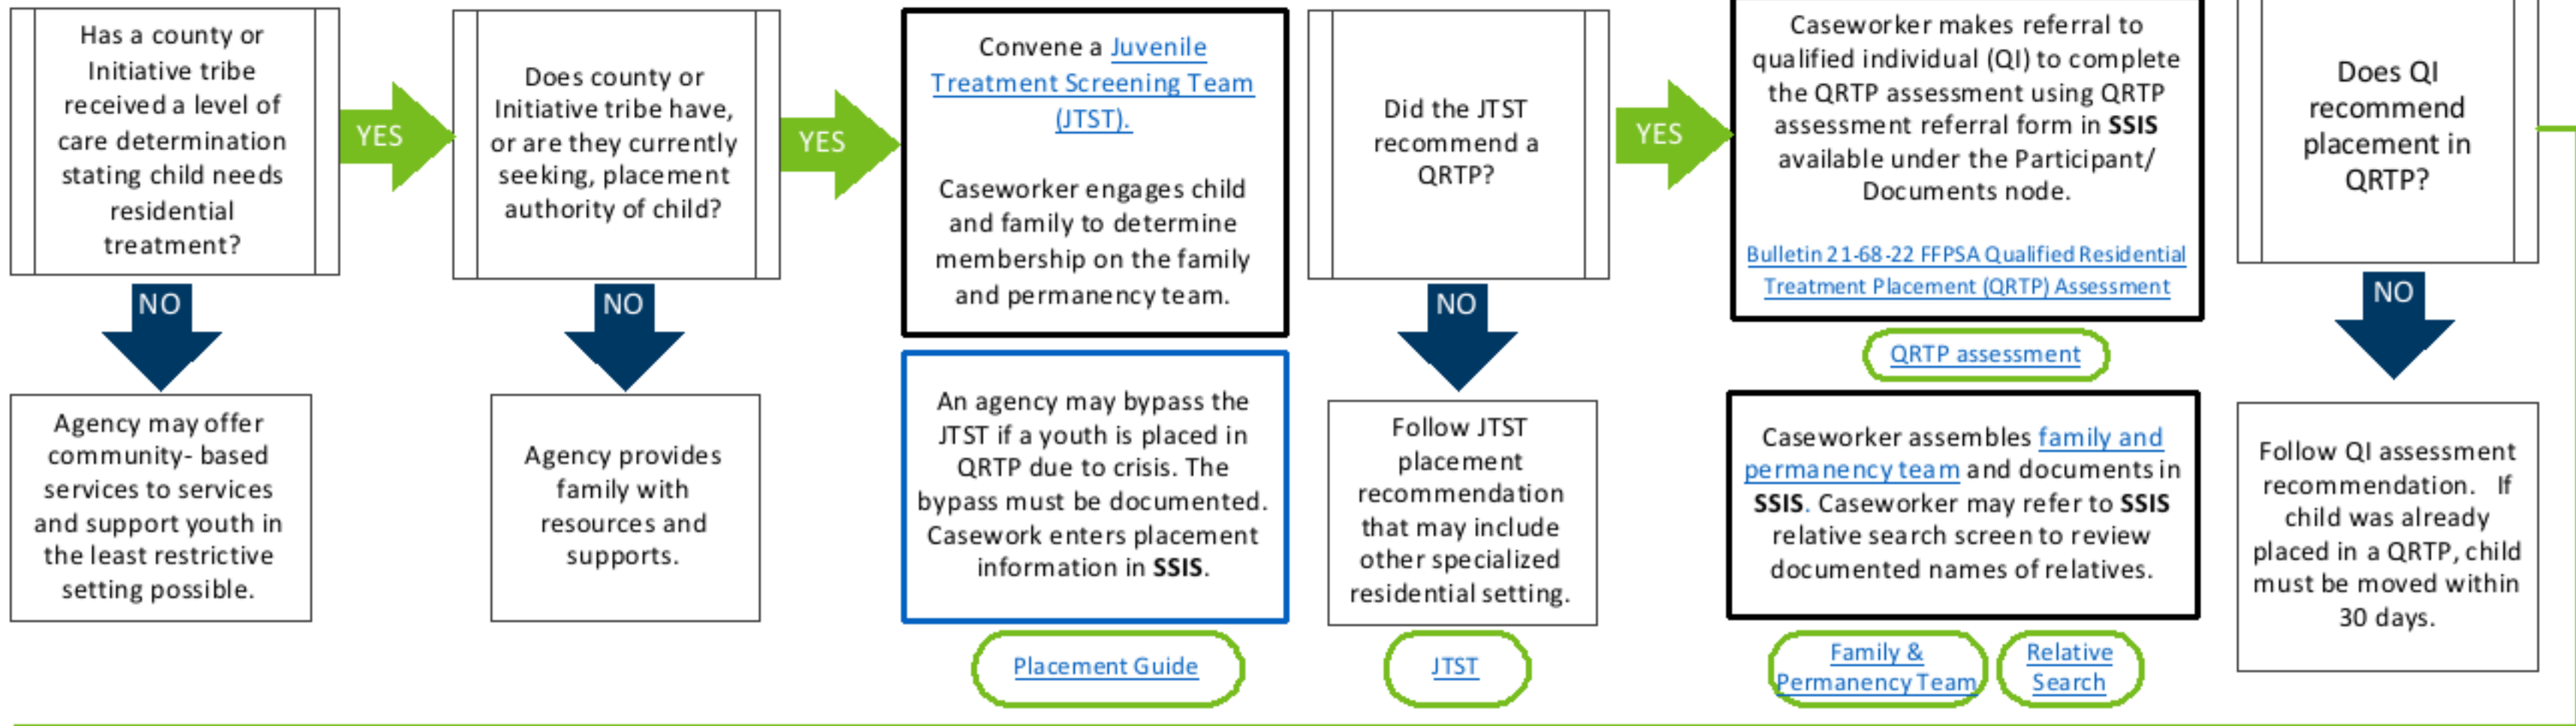 Has a county or
Initiative tribe
received a level of
care determination
stating child needs
residential
treatment?
YES
NO
Agency may offer
community- based
services to services
and support youth in
the least restrictive
setting possible.
Does county or
Initiative tribe have,
or are they currently
seeking, placement
authority of child?
YES
NO
Agency provides
family with
resources and
supports.
Convene a Juvenile
Treatment Screening Team
(JTST).
Caseworker engages child
and family to determine
membership on the family
and permanency team.
An agency may bypass the
JTST if a youth is placed in
QRTP due to crisis. The
bypass must be documented.
Casework enters placement
information in SSIS.
Placement Guide
Did the JTST
recommend a
QRTP?
YES
NO
Follow JTST
placement
recommendation
that may include
other specialized
residential setting.
JTST
Caseworker makes referral to
qualified individual (QI) to complete
the QRTP assessment using QRTP
assessment referral form in SSIS
available under the Participant/
Documents node.
Bulletin 21-68-22 FFPSA Qualified Residential
Treatment Placement (QRTP) Assessment
QRTP assessment
Caseworker assembles family and
permanency team and documents in
SSIS. Caseworker may refer to SSIS
relative search screen to review
documented names of relatives.
Family &
Permanency Team
Relative
Search
Does QI
recommend
placement in
QRTP?
NO
Follow QI assessment
recommendation. If
child was already
placed in a QRTP, child
must be moved within
30 days.